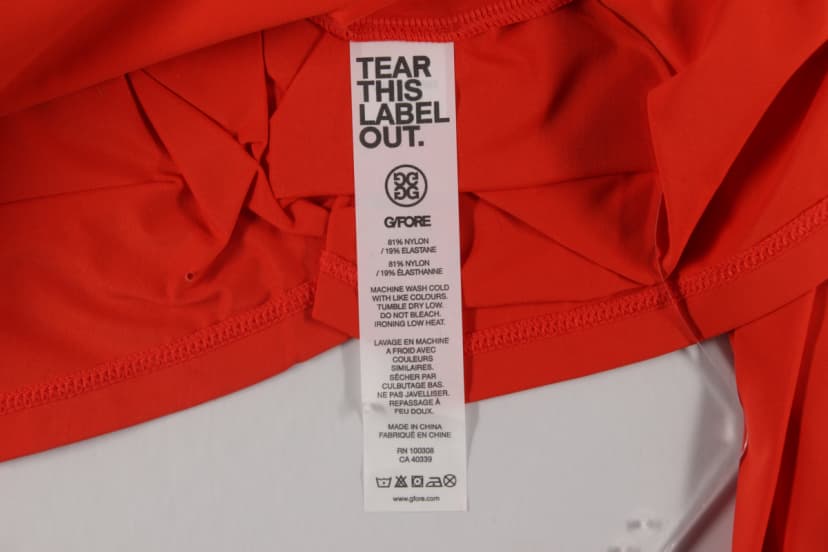 TEAR
THIS
LABEL
OUT.
G/FORE
81% NYLON
/ 19% ELASTANE
81% NYLON
/ 19% ÉLASTHANNE
MACHINE WASH COLD
WITH LIKE COLOURS.
TUMBLE DRY LOW.
DO NOT BLEACH.
IRONING LOW HEAT.
LAVAGE EN MACHINE
À FROID AVEC
COULEURS
SIMILAIRES.
SÉCHER PAR
CULBUTAGE BAS.
NE PAS JAVELLISER.
REPASSAGE À
FEU DOUX.
MADE IN CHINA
FABRIQUÉ EN CHINE
RN 100308
CA 40339
www.gfore.com